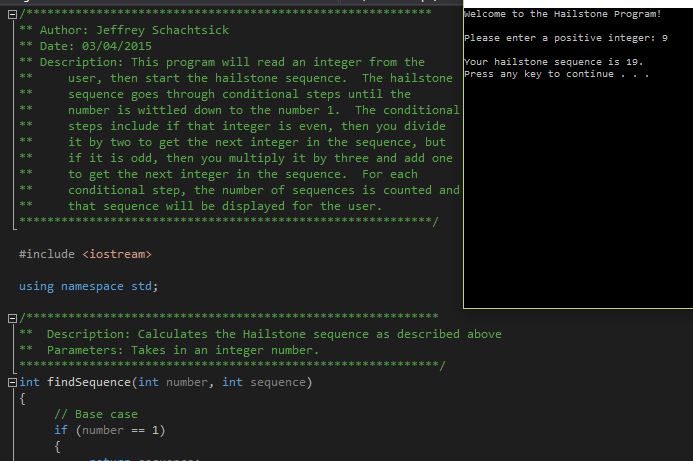 /**********************************************************
** Author: Jeffrey Schachtsick
** Date: 03/04/2015
** Description: This program will read an integer from the
** user, then start the hailstone sequence. The hailstone
** sequence goes through conditional steps until the
** number is wittled down to the number 1. The conditional
** steps include if that integer is even, then you divide
** it by two to get the next integer in the sequence, but
** if it is odd, then you multiply it by three and add one
** to get the next integer in the sequence. For each
** conditional step, the number of sequences is counted and
** that sequence will be displayed for the user.
***********************************************************/
#include <iostream>
using namespace std;
/***********************************************************
** Description: Calculates the Hailstone sequence as described above
** Parameters: Takes in an integer number.
************************************************************/
int findSequence(int number, int sequence)
{
// Base case
if (number == 1)
{
Welcome to the Hailstone Program!
Please enter a positive integer: 9
Your hailstone sequence is 19.
Press any key to continue . . .